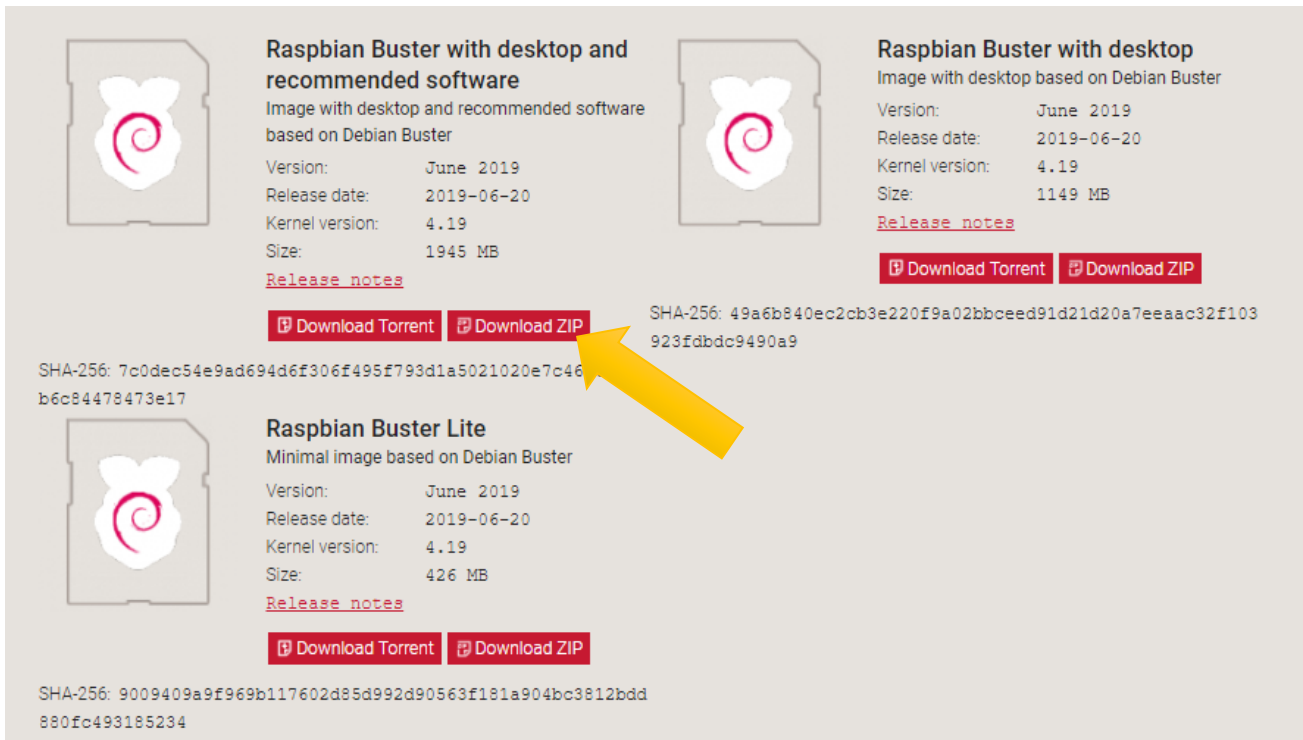 Raspbian Buster with desktop and
recommended software
Image with desktop and recommended software
based on Debian Buster
Version: June 2019
Release date: 2019-06-20
Kernel version: 4.19
Size: 1945 MB
Release notes
Download Torrent Download ZIP
SHA-256: 7c0dec54e9ad694d6f306f495f793d1a5021020e7c46
b6c84478473e17
Raspbian Buster with desktop
Image with desktop based on Debian Buster
Version: June 2019
Release date: 2019-06-20
Kernel version: 4.19
Size: 1149 MB
Release notes
Download Torrent Download ZIP
SHA-256: 49a6b840ec2cb3e220f9a02bbceed91d21d20a7eeaac32f103
923fdbdc9490a9
Raspbian Buster Lite
Minimal image based on Debian Buster
Version: June 2019
Release date: 2019-06-20
Kernel version: 4.19
Size: 426 MB
Release notes
Download Torrent Download ZIP
SHA-256: 9009409a9f969b117602d85d992d90563f181a904bc3812bdd
880fc493185234